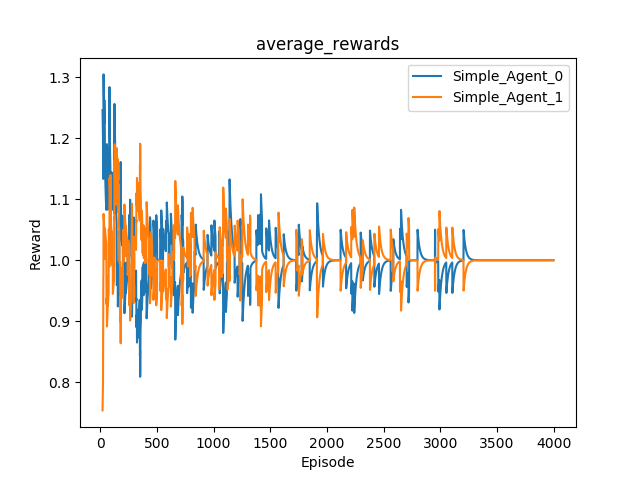 average_rewards
Simple_Agent_0
Simple_Agent_1
Reward
1.3
1.2
1.1
1.0
0.9
0.8
0 500 1000 1500 2000 2500 3000 3500 4000
Episode